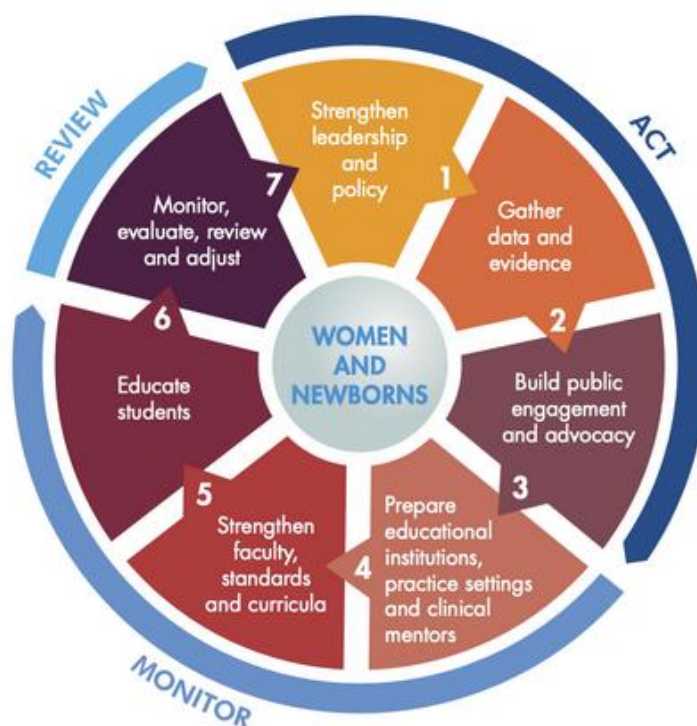 REVIEW
ACT
MONITOR
Strengthen
leadership
and
policy
1
Gather
data and
evidence
2
Build public
engagement
and advocacy
3
Prepare
educational
institutions,
practice settings
and clinical
mentors
4
Strengthen
faculty,
standards
and curricula
5
Educate
students
6
Monitor,
evaluate, review
and adjust
7
WOMEN
AND
NEWBORNS